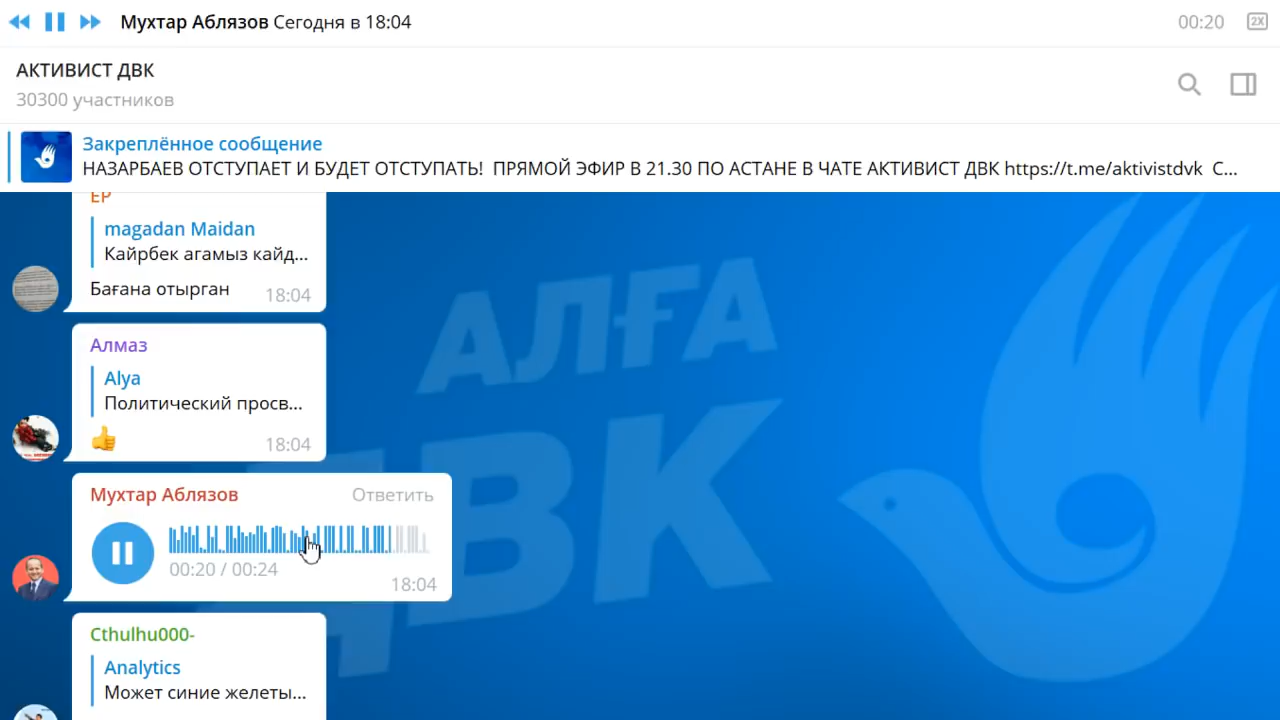 Мухтар Аблязов Сегодня в 18:04
00:20
2X
АКТИВИСТ ДВК
30300 участников
Закреплённое сообщение
НАЗАРБАЕВ ОТСТУПАЕТ И БУДЕТ ОТСТУПАТЬ! ПРЯМОЙ ЭФИР В 21.30 ПО АСТАНЕ В ЧАТЕ АКТИВИСТ ДВК https://t.me/aktivistdvk С...
EP
magadan Maidan
Кайрбек агамыз кайд...
Бағана отырган
18:04
Алмаз
Alya
Политический просв...
18:04
Мухтар Аблязов
Ответить
00:20 / 00:24
18:04
Cthulhu000-
Analytics
Может синие желеты...
АЛҒА
ДВК